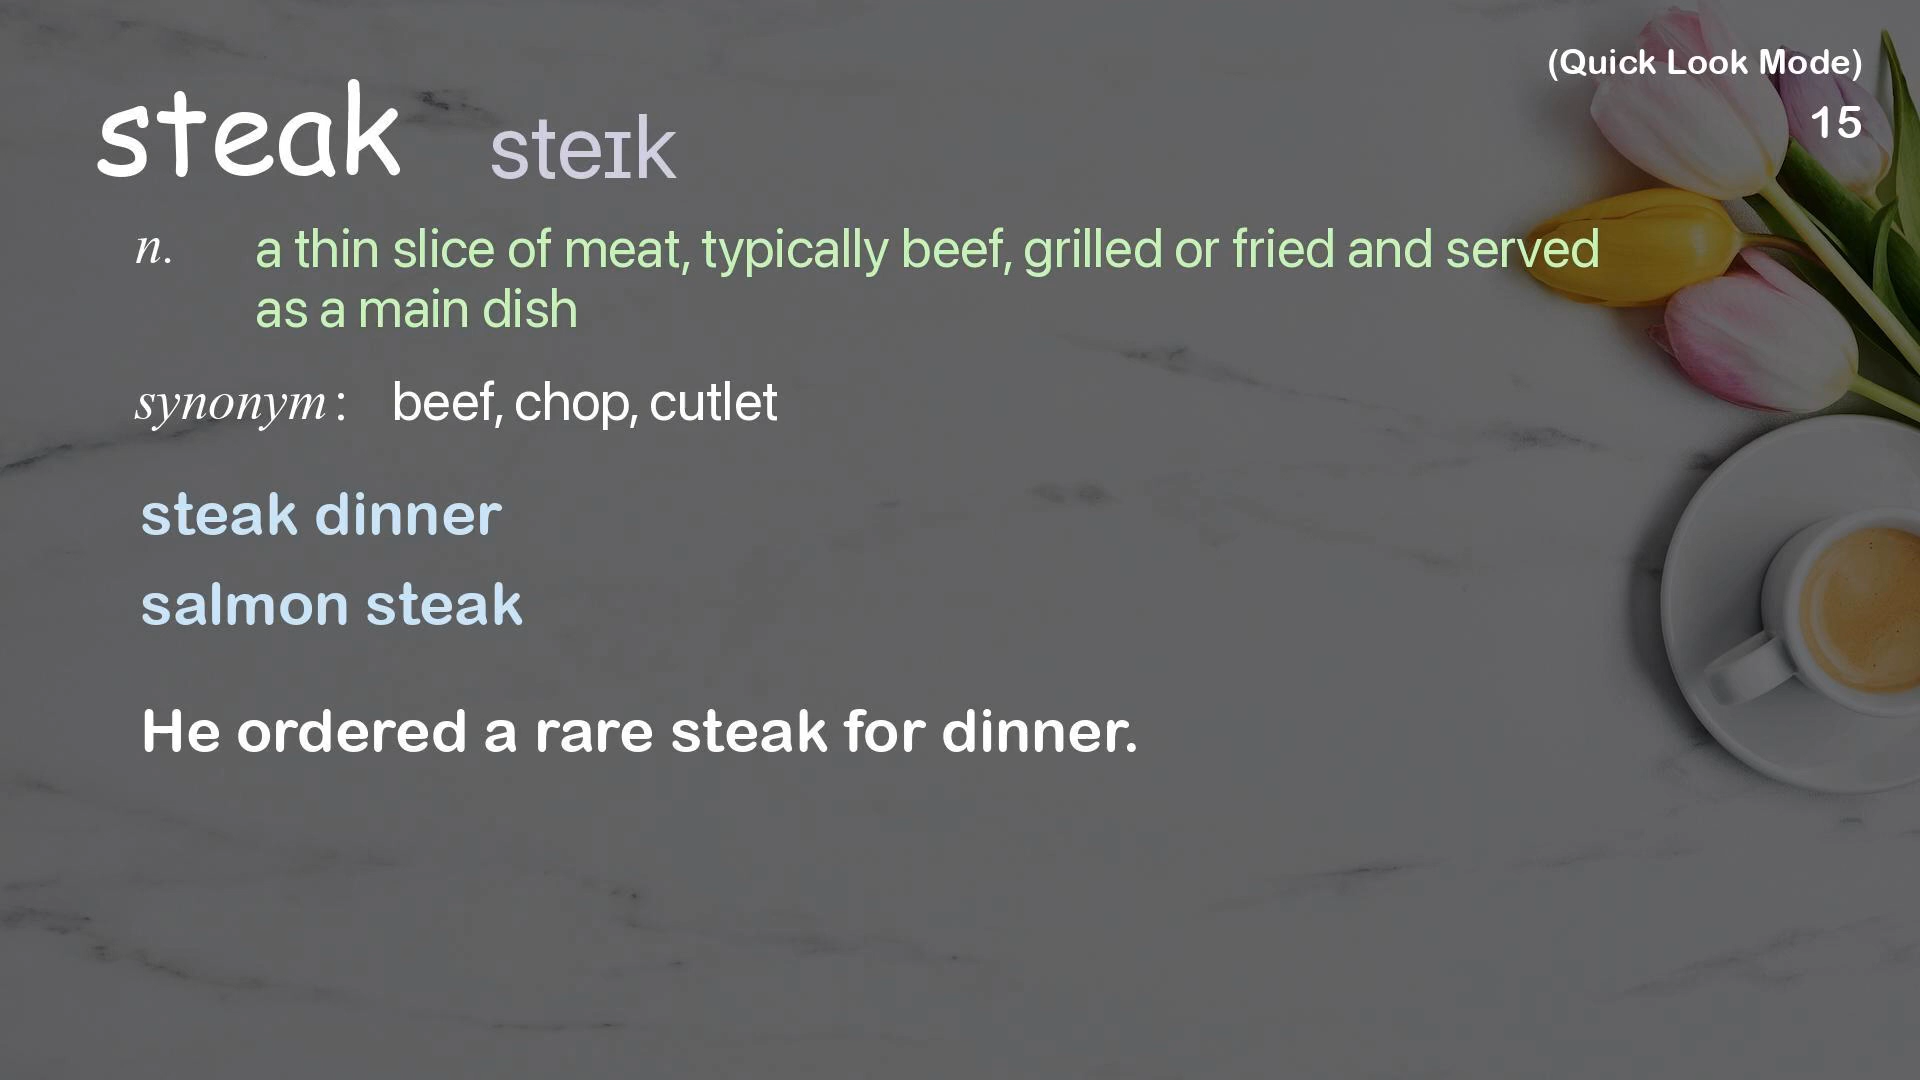 (Quick Look Mode)
15
steak steɪk
n. a thin slice of meat, typically beef, grilled or fried and served
as a main dish
synonym: beef, chop, cutlet
steak dinner
salmon steak
He ordered a rare steak for dinner.